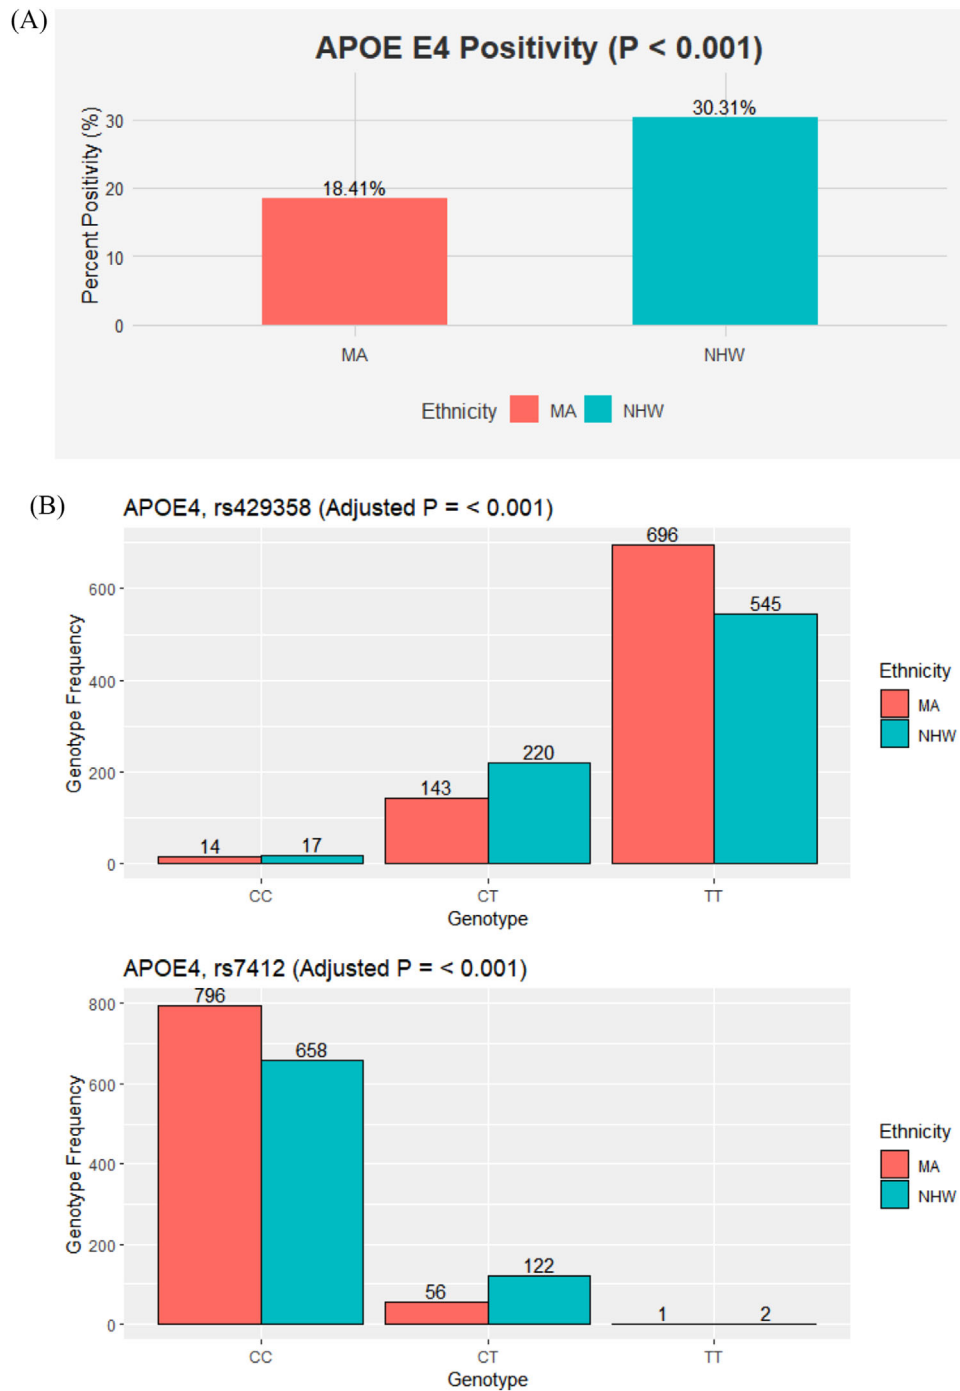 (A)
APOE E4 Positivity (P < 0.001)
Percent Positivity (%)
30
20
10
0
18.41%
30.31%
MA
NHW
Ethnicity MA NHW
(B)
APOE4, rs429358 (Adjusted P = < 0.001)
Genotype Frequency
600
400
200
0
14
17
143
220
696
545
CC
CT
TT
Genotype
Ethnicity
MA
NHW
APOE4, rs7412 (Adjusted P = < 0.001)
Genotype Frequency
800
600
400
200
0
796
658
56
122
1
2
CC
CT
TT
Genotype
Ethnicity
MA
NHW